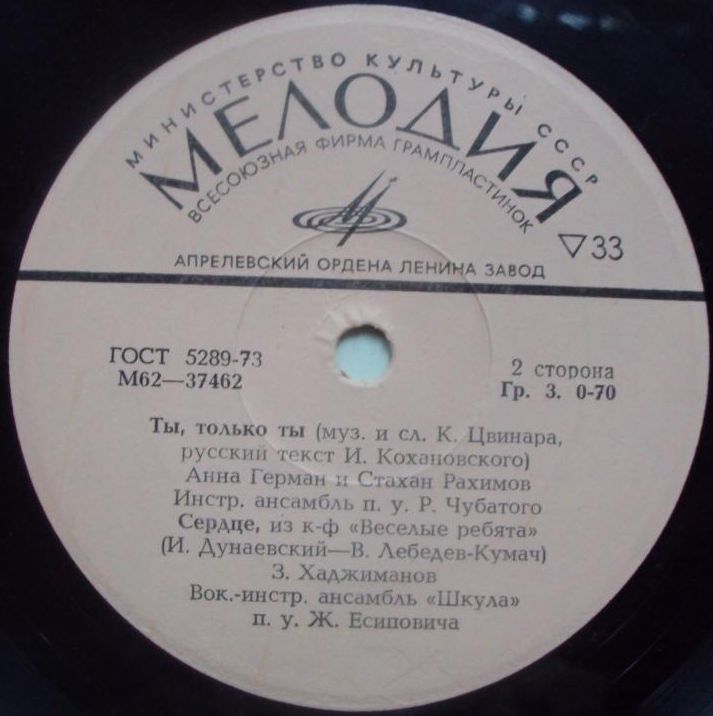 МИНИСТЕРСТВО КУЛЬТУРЫ СССР
МЕЛОДИЯ
ВСЕСОЮЗНАЯ ФИРМА ГРАМПЛАСТИНОК
▽33
АПРЕЛЕВСКИЙ ОРДЕНА ЛЕНИНА ЗАВОД
ГОСТ 5289-73
М62—37462
2 сторона
Гр. 3. 0-70
Ты, только ты (муз. и сл. К. Цвинара,
русский текст И. Кохановского)
Анна Герман и Стахан Рахимов
Инстр. ансамбль п. у. Р. Чубатого
Сердце, из к-ф «Веселые ребята»
(И. Дунаевский—В. Лебедев-Кумач)
З. Хаджиманов
Вок.-инстр. ансамбль «Шкула»
п. у. Ж. Есиповича